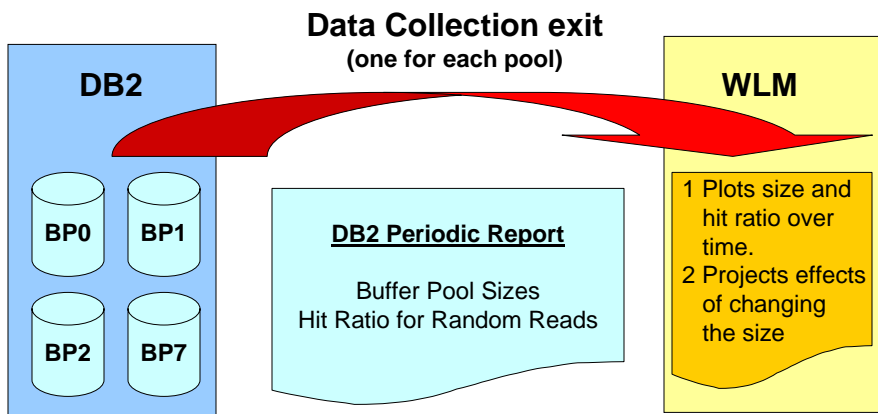 Data Collection exit
(one for each pool)
DB2
BP0
BP1
BP2
BP7
DB2 Periodic Report
Buffer Pool Sizes
Hit Ratio for Random Reads
WLM
1 Plots size and
hit ratio over
time.
2 Projects effects
of changing
the size